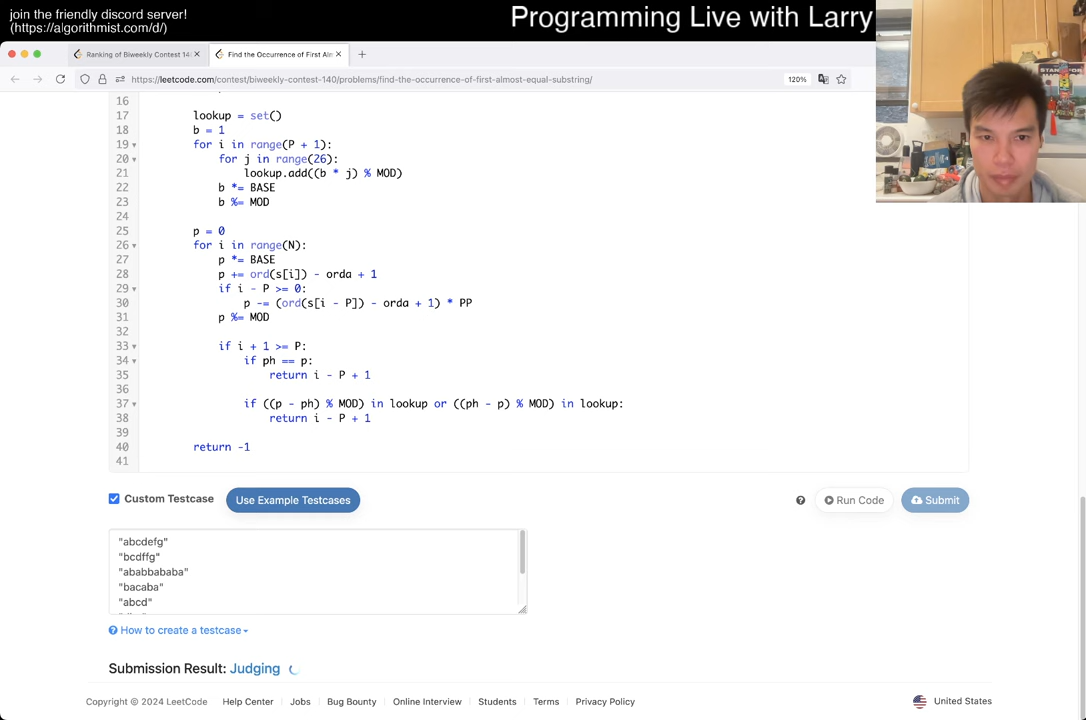 join the friendly discord server!
(https://algorithmist.com/d/)
Programming Live with Larry
Ranking of Biweekly Contest 14
Find the Occurrence of First Alm
https://leetcode.com/contest/biweekly-contest-140/problems/find-the-occurrence-of-first-almost-equal-substring/
120%
16
17 lookup = set()
18 b = 1
19 for i in range(P + 1):
20 for j in range(26):
21 lookup.add((b * j) % MOD)
22 b *= BASE
23 b %= MOD
24
25 p = 0
26 for i in range(N):
27 p *= BASE
28 p += ord(s[i]) - orda + 1
29 if i - P >= 0:
30 p -= (ord(s[i - P]) - orda + 1) * PP
31 p %= MOD
32
33 if i + 1 >= P:
34 if ph == p:
35 return i - P + 1
36
37 if ((p - ph) % MOD) in lookup or ((ph - p) % MOD) in lookup:
38 return i - P + 1
39
40 return -1
41
Custom Testcase
Use Example Testcases
Run Code
Submit
"abcdefg"
"bcdffg"
"ababbababa"
"bacaba"
"abcd"
How to create a testcase
Submission Result: Judging
Copyright © 2024 LeetCode
Help Center
Jobs
Bug Bounty
Online Interview
Students
Terms
Privacy Policy
United States